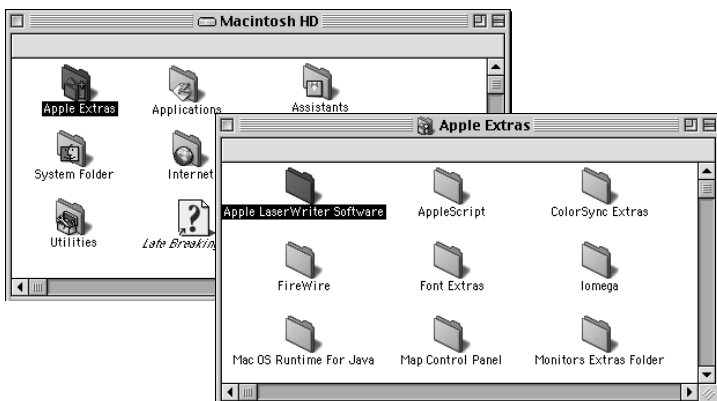 Macintosh HD
Apple Extras
Applications
Assistants
System Folder
Internet
Utilities
Late Breaking
Apple Extras
Apple LaserWriter Software
AppleScript
ColorSync Extras
FireWire
Font Extras
Iomega
Mac OS Runtime For Java
Map Control Panel
Monitors Extras Folder